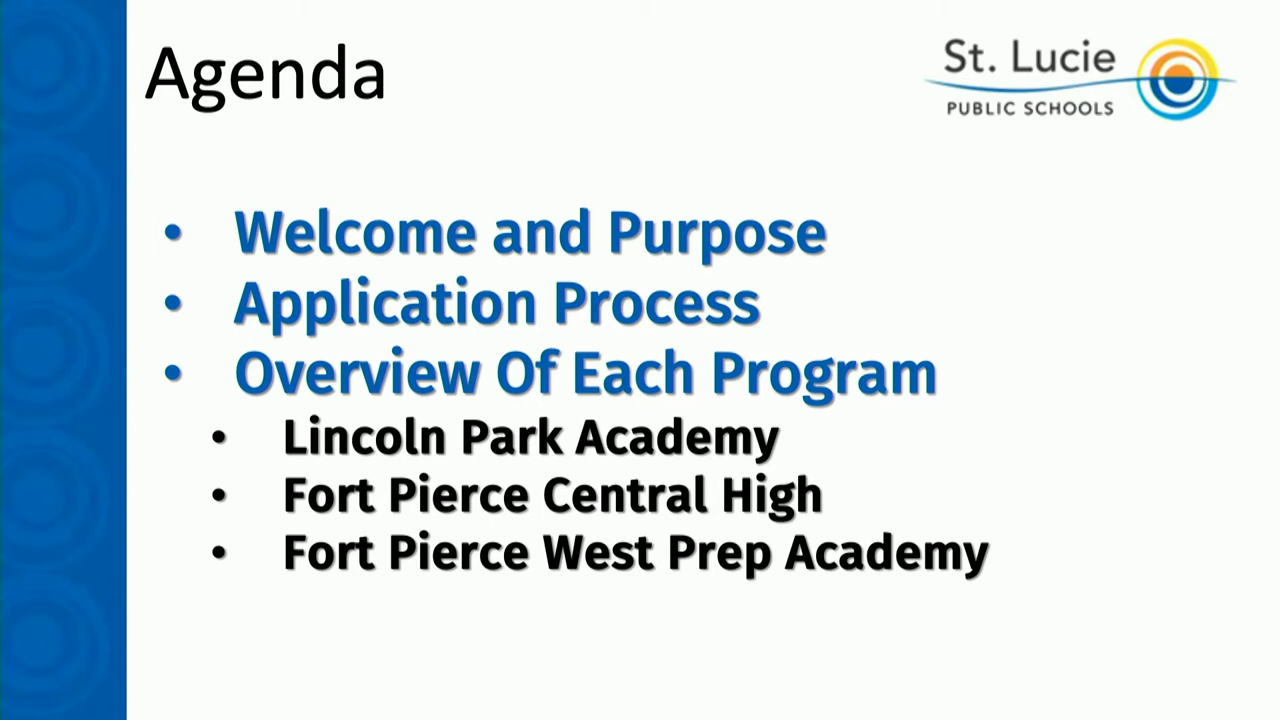 Agenda
St. Lucie
PUBLIC SCHOOLS
• Welcome and Purpose
• Application Process
• Overview Of Each Program
• Lincoln Park Academy
• Fort Pierce Central High
• Fort Pierce West Prep Academy